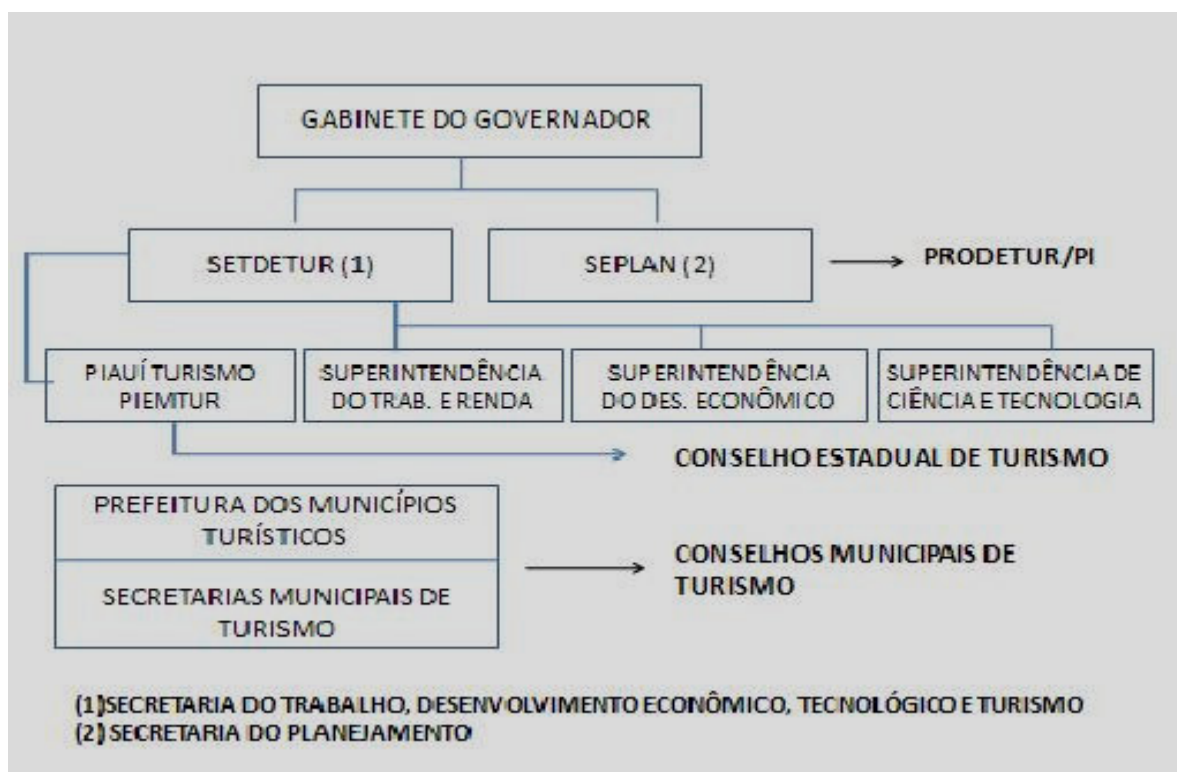 GABINETE DO GOVERNADOR
SETDETUR (1)
SEPLAN (2)
PRODETUR/PI
PIAUÍ TURISMO
PIEMTUR
SUPERINTENDÊNCIA
DO TRAB. E RENDA
SUPERINTENDÊNCIA
DO DES. ECONÔMICO
SUPERINTENDÊNCIA DE
CIÊNCIA E TECNOLOGIA
CONSELHO ESTADUAL DE TURISMO
PREFEITURA DOS MUNICÍPIOS
TURÍSTICOS
SECRETARIAS MUNICIPAIS DE
TURISMO
CONSELHOS MUNICIPAIS DE
TURISMO
(1)SECRETARIA DO TRABALHO, DESENVOLVIMENTO ECONÔMICO, TECNOLÓGICO E TURISMO
(2)SECRETARIA DO PLANEJAMENTO